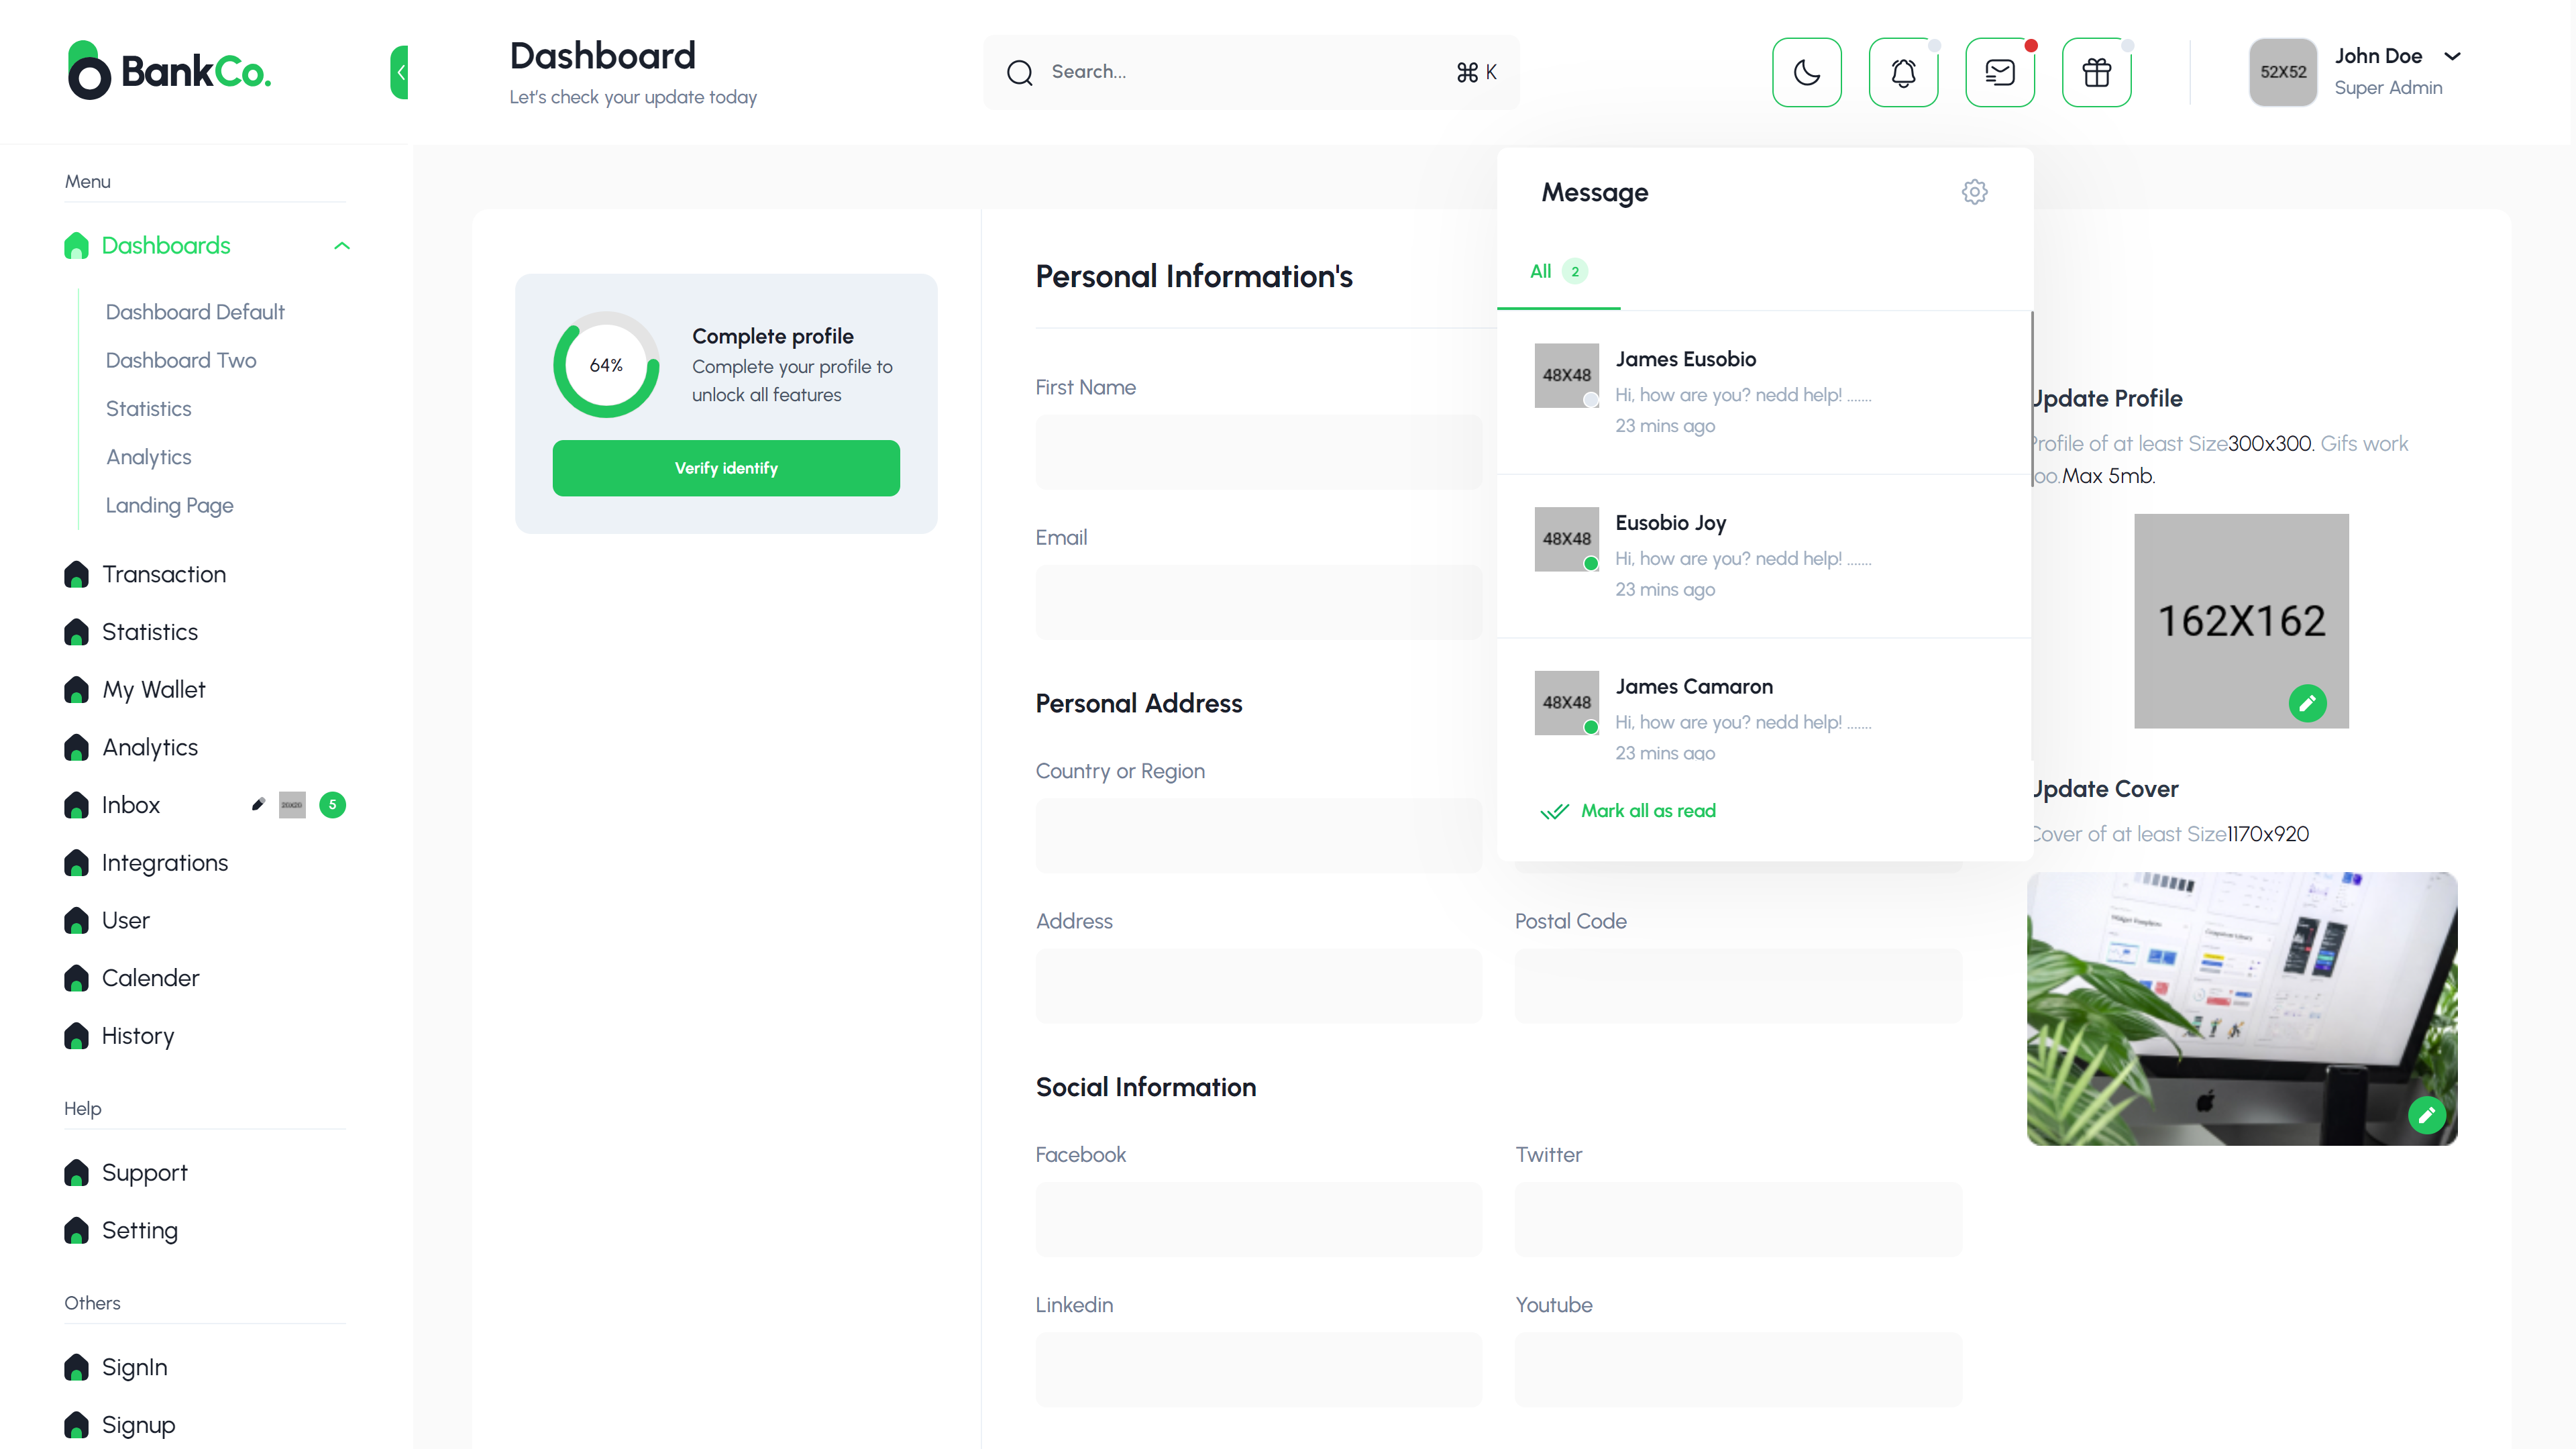 BankCo.
Dashboard
Let's check your update today
Search...
⌘ K
52X52
John Doe
Super Admin
Menu
Dashboards
Dashboard Default
Dashboard Two
Statistics
Analytics
Landing Page
Transaction
Statistics
My Wallet
Analytics
Inbox
5
Integrations
User
Calender
History
Help
Support
Setting
Others
SignIn
Signup
64%
Complete profile
Complete your profile to
unlock all features
Verify identify
Personal Information's
First Name
Email
Personal Address
Country or Region
Address
Postal Code
Social Information
Facebook
Twitter
Linkedin
Youtube
Message
All 2
48X48
James Eusobio
Hi, how are you? nedd help! .......
23 mins ago
48X48
Eusobio Joy
Hi, how are you? nedd help! .......
23 mins ago
48X48
James Camaron
Hi, how are you? nedd help! .......
23 mins ago
Mark all as read
Update Profile
Profile of at least Size300x300. Gifs work
oo.Max 5mb.
162X162
Update Cover
Cover of at least Size1170x920